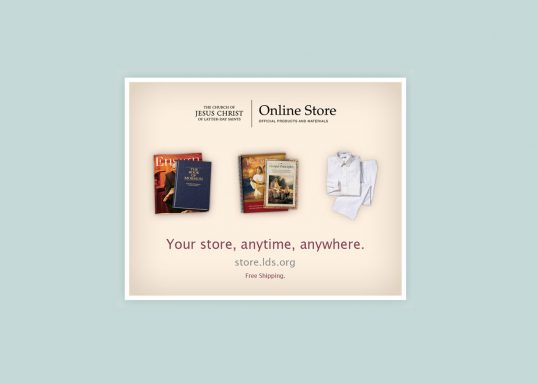 THE CHURCH OF
JESUS CHRIST
OF LATTER-DAY SAINTS
Online Store
OFFICIAL PRODUCTS AND MATERIALS
THE
BOOK
OF
MORMON
Gospel Principles
Your store, anytime, anywhere.
store.lds.org
Free Shipping.